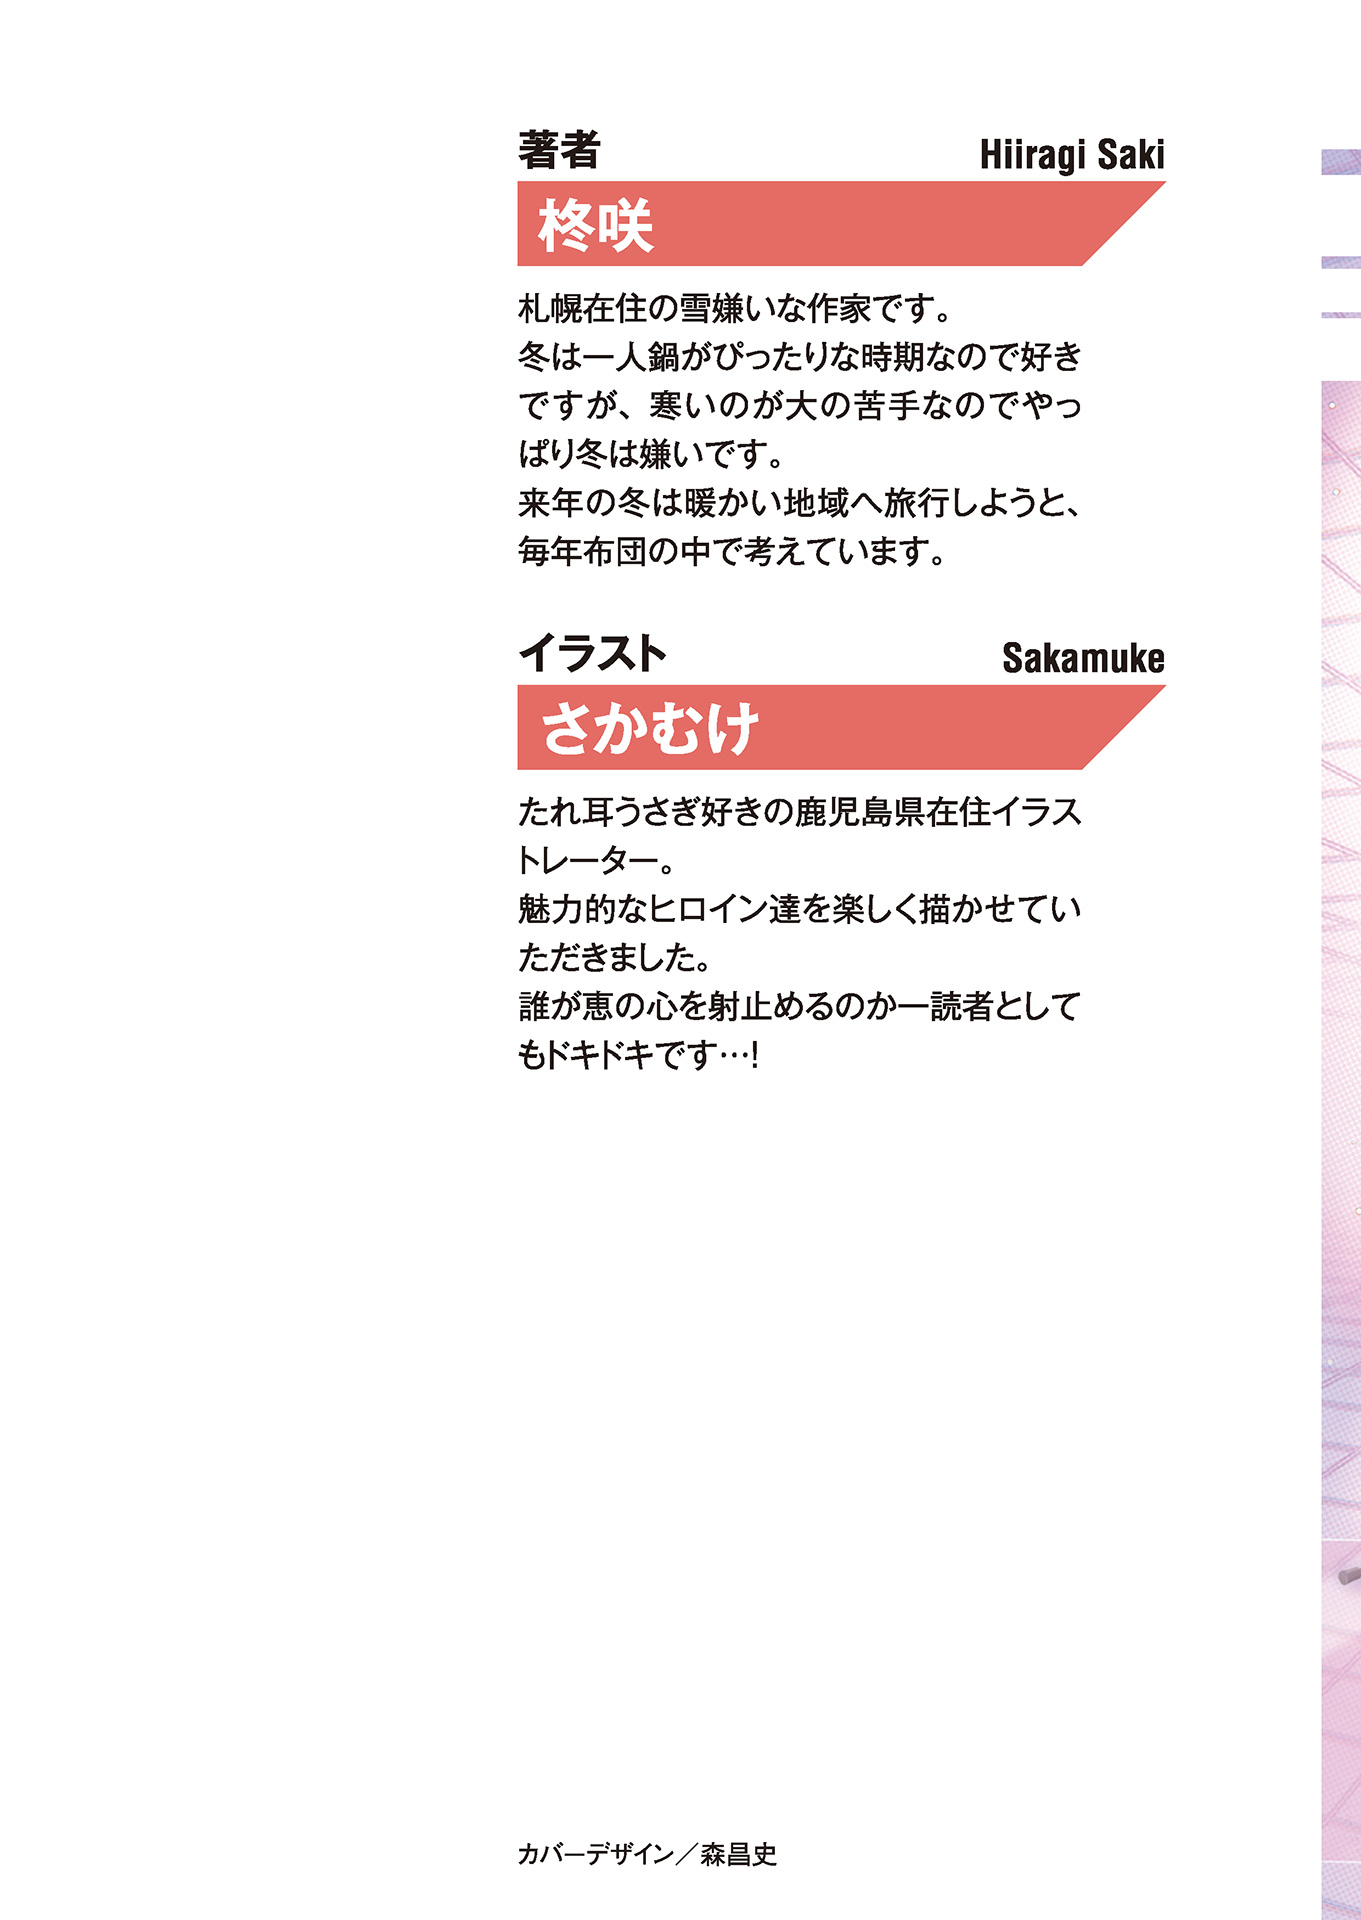 著者
Hiiragi Saki
柊咲
札幌在住の雪嫌いな作家です。
冬は一人鍋がぴったりな時期なので好き
ですが、寒いのが大の苦手なのでやっ
ぱり冬は嫌いです。
来年の冬は暖かい地域へ旅行しようと、
毎年布団の中で考えています。
イラスト
Sakamuke
さかむけ
たれ耳うさぎ好きの鹿児島県在住イラス
トレーター。
魅力的なヒロイン達を楽しく描かせてい
ただきました。
誰が恵の心を射止めるのか一読者として
もドキドキです…!
カバーデザイン／森昌史